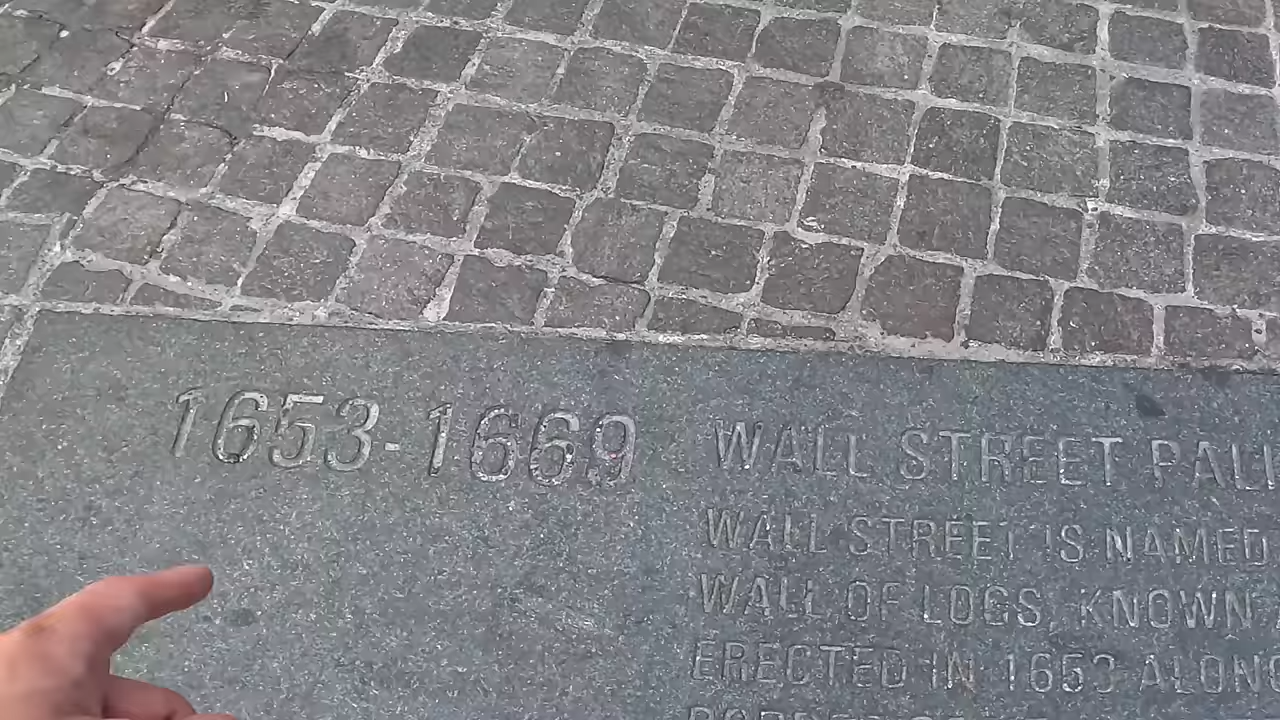 1653-1669
WALL STREET
WALL STREET IS NAMED
WALL OF LOGS, KNOWN
ERECTED IN 1653 ALONG